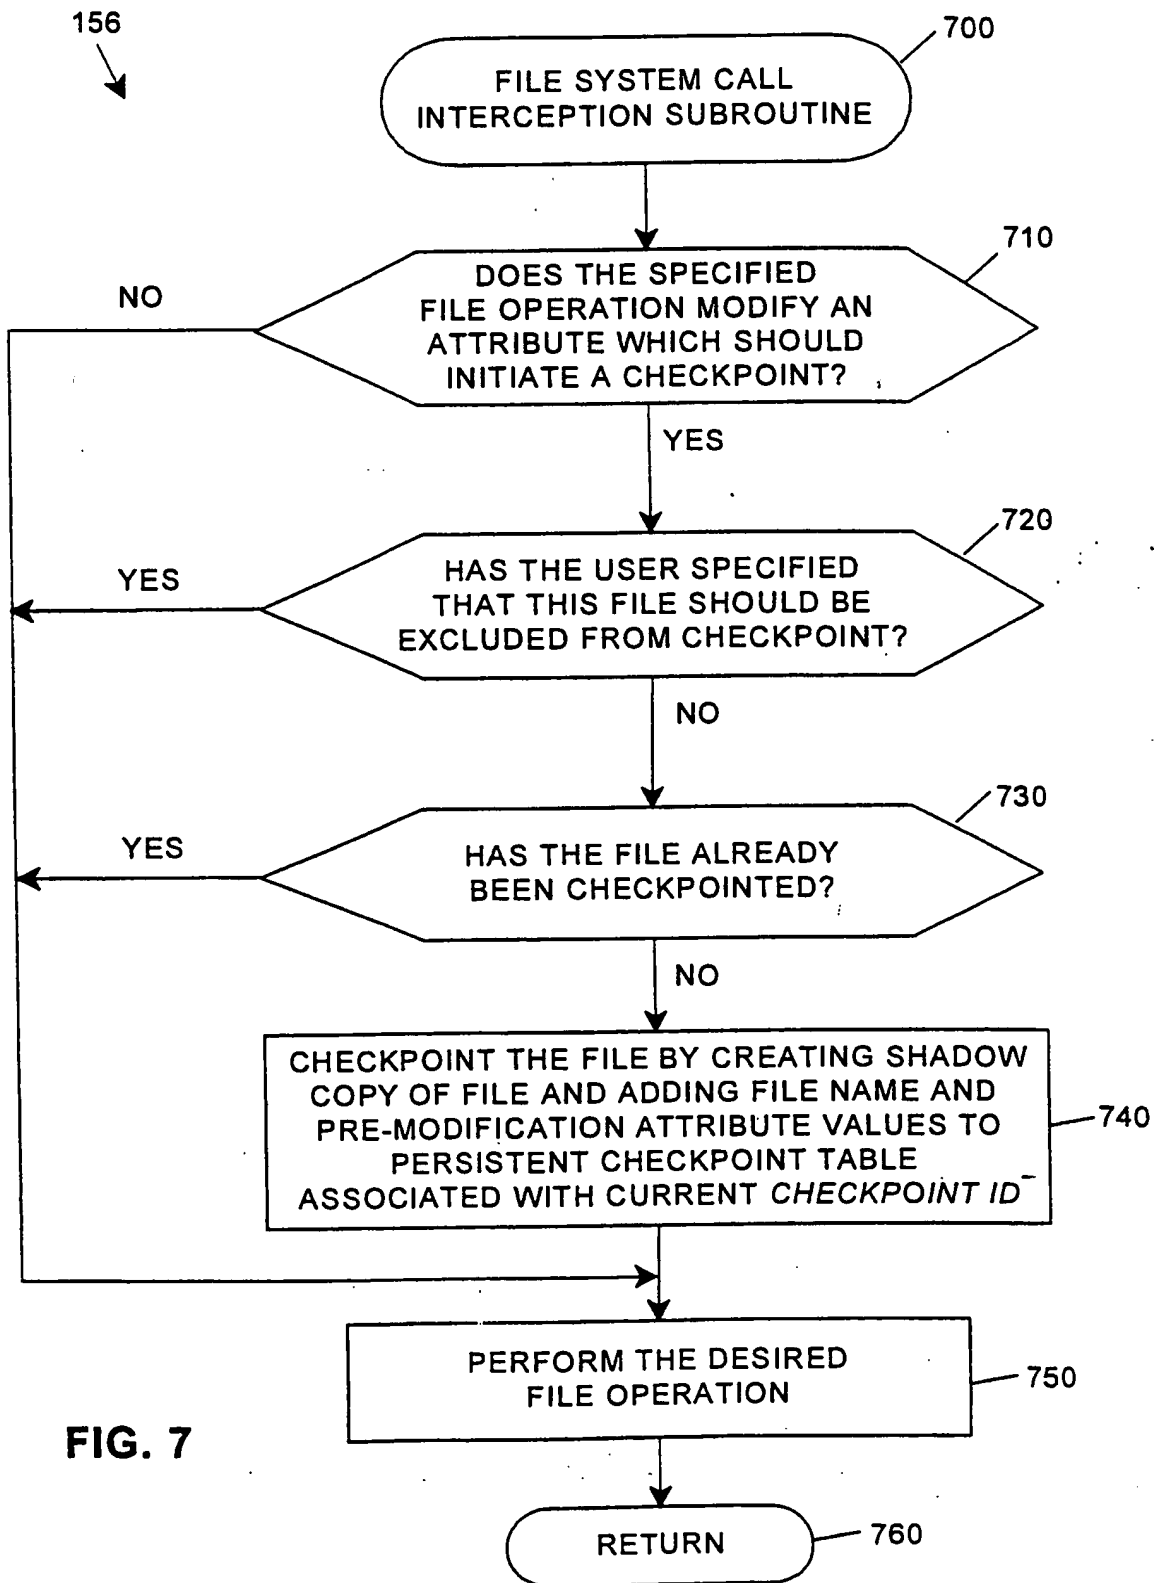 156
700
FILE SYSTEM CALL
INTERCEPTION SUBROUTINE
710
DOES THE SPECIFIED
FILE OPERATION MODIFY AN
ATTRIBUTE WHICH SHOULD
INITIATE A CHECKPOINT?
NO
YES
720
HAS THE USER SPECIFIED
THAT THIS FILE SHOULD BE
EXCLUDED FROM CHECKPOINT?
YES
NO
730
HAS THE FILE ALREADY
BEEN CHECKPOINTED?
YES
NO
CHECKPOINT THE FILE BY CREATING SHADOW
COPY OF FILE AND ADDING FILE NAME AND
PRE-MODIFICATION ATTRIBUTE VALUES TO
PERSISTENT CHECKPOINT TABLE
ASSOCIATED WITH CURRENT CHECKPOINT ID
740
PERFORM THE DESIRED
FILE OPERATION
750
FIG. 7
RETURN
760